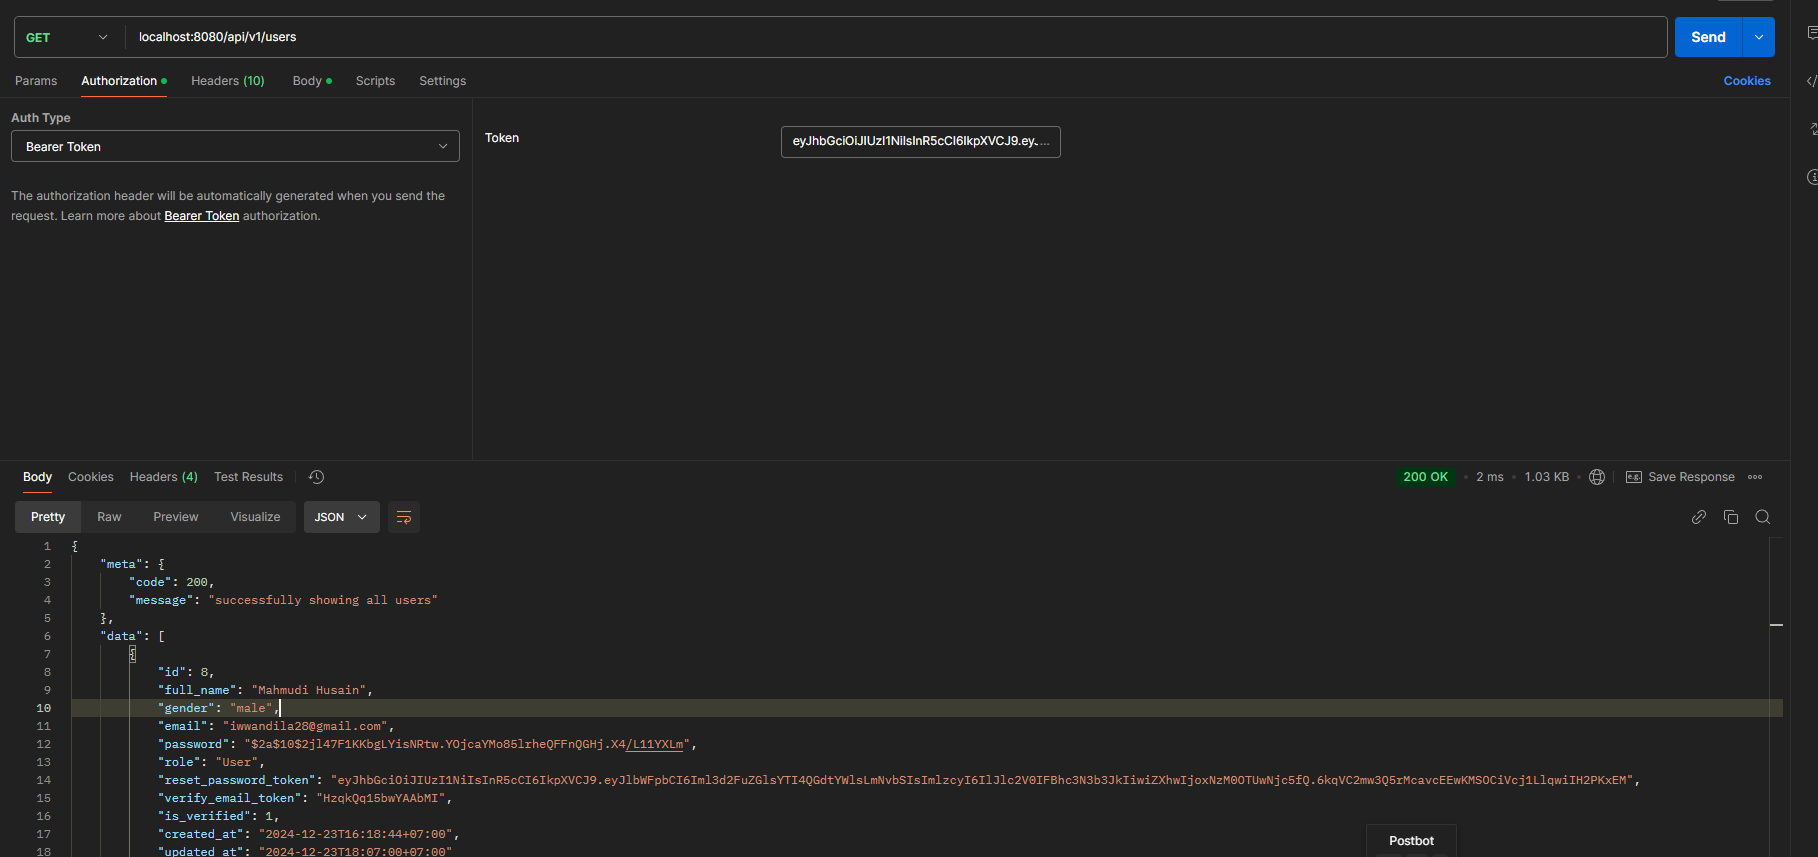 GET localhost:8080/api/v1/users Send
Params Authorization Headers (10) Body Scripts Settings Cookies
Auth Type
Bearer Token
Token eyJhbGciOiJIUzI1NiIsInR5cCI6IkpXVCJ9.ey. ...
The authorization header will be automatically generated when you send the
request. Learn more about Bearer Token authorization.
Body Cookies Headers (4) Test Results 200 OK 2 ms 1.03 KB e.g. Save Response
Pretty Raw Preview Visualize JSON
1 {
2 "meta": {
3 "code": 200,
4 "message": "successfully showing all users"
5 },
6 "data": [
7 {
8 "id": 8,
9 "full_name": "Mahmudi Husain",
10 "gender": "male",
11 "email": "iwwandila28@gmail.com",
12 "password": "$2a$10$2jl47F1KKbgLYisNRtw.YOjcaYMo85lrheQFFnQGHj.X4/L11YXLm",
13 "role": "User",
14 "reset_password_token": "eyJhbGciOiJIUzI1NiIsInR5cCI6IkpXVCJ9.eyJlbWFpbCI6Iml3d2FuZGlsYTI4QGdtYWlsLmNvbSIsImlzcyI6IlJlc2V0IFBhc3N3b3JkIiwiZXhwIjoxNzM0OTUwNjc5fQ.6kqVC2mw3Q5rMcavcEEwKMSOCiVcj1LlqwiIH2PKxEM",
15 "verify_email_token": "HzqkQq15bwYAAbMI",
16 "is_verified": 1,
17 "created_at": "2024-12-23T16:18:44+07:00",
18 "updated_at": "2024-12-23T18:07:00+07:00"
Postbot